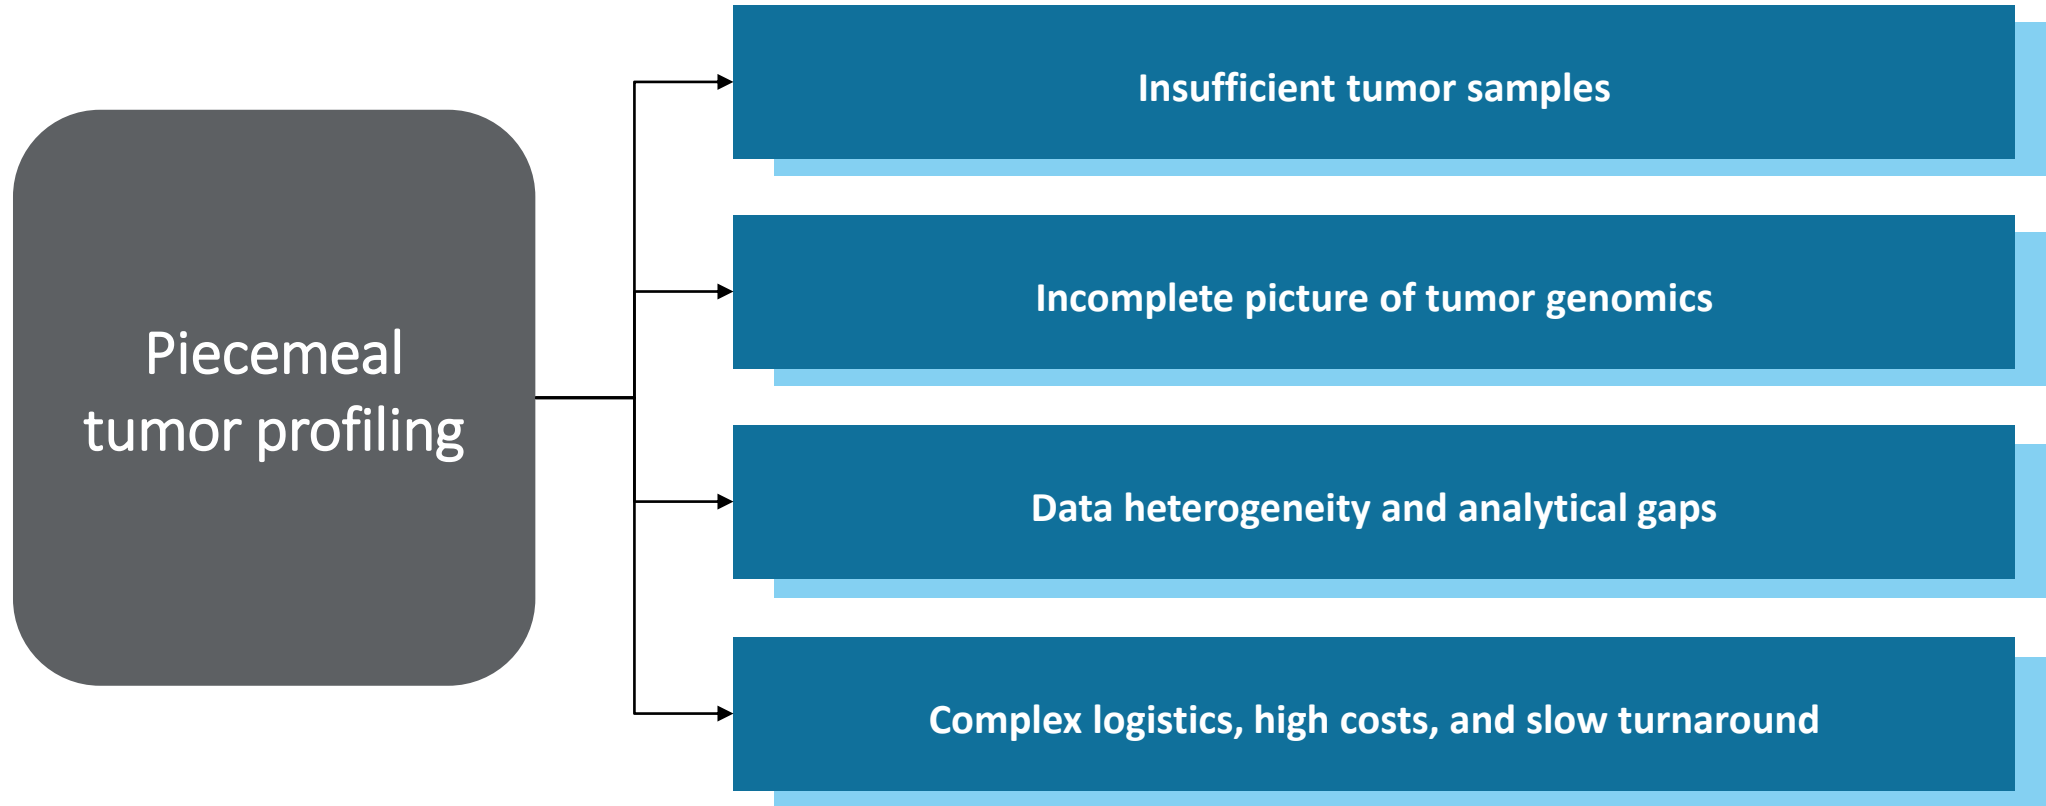 Piecemeal
tumor profiling
Insufficient tumor samples
Incomplete picture of tumor genomics
Data heterogeneity and analytical gaps
Complex logistics, high costs, and slow turnaround